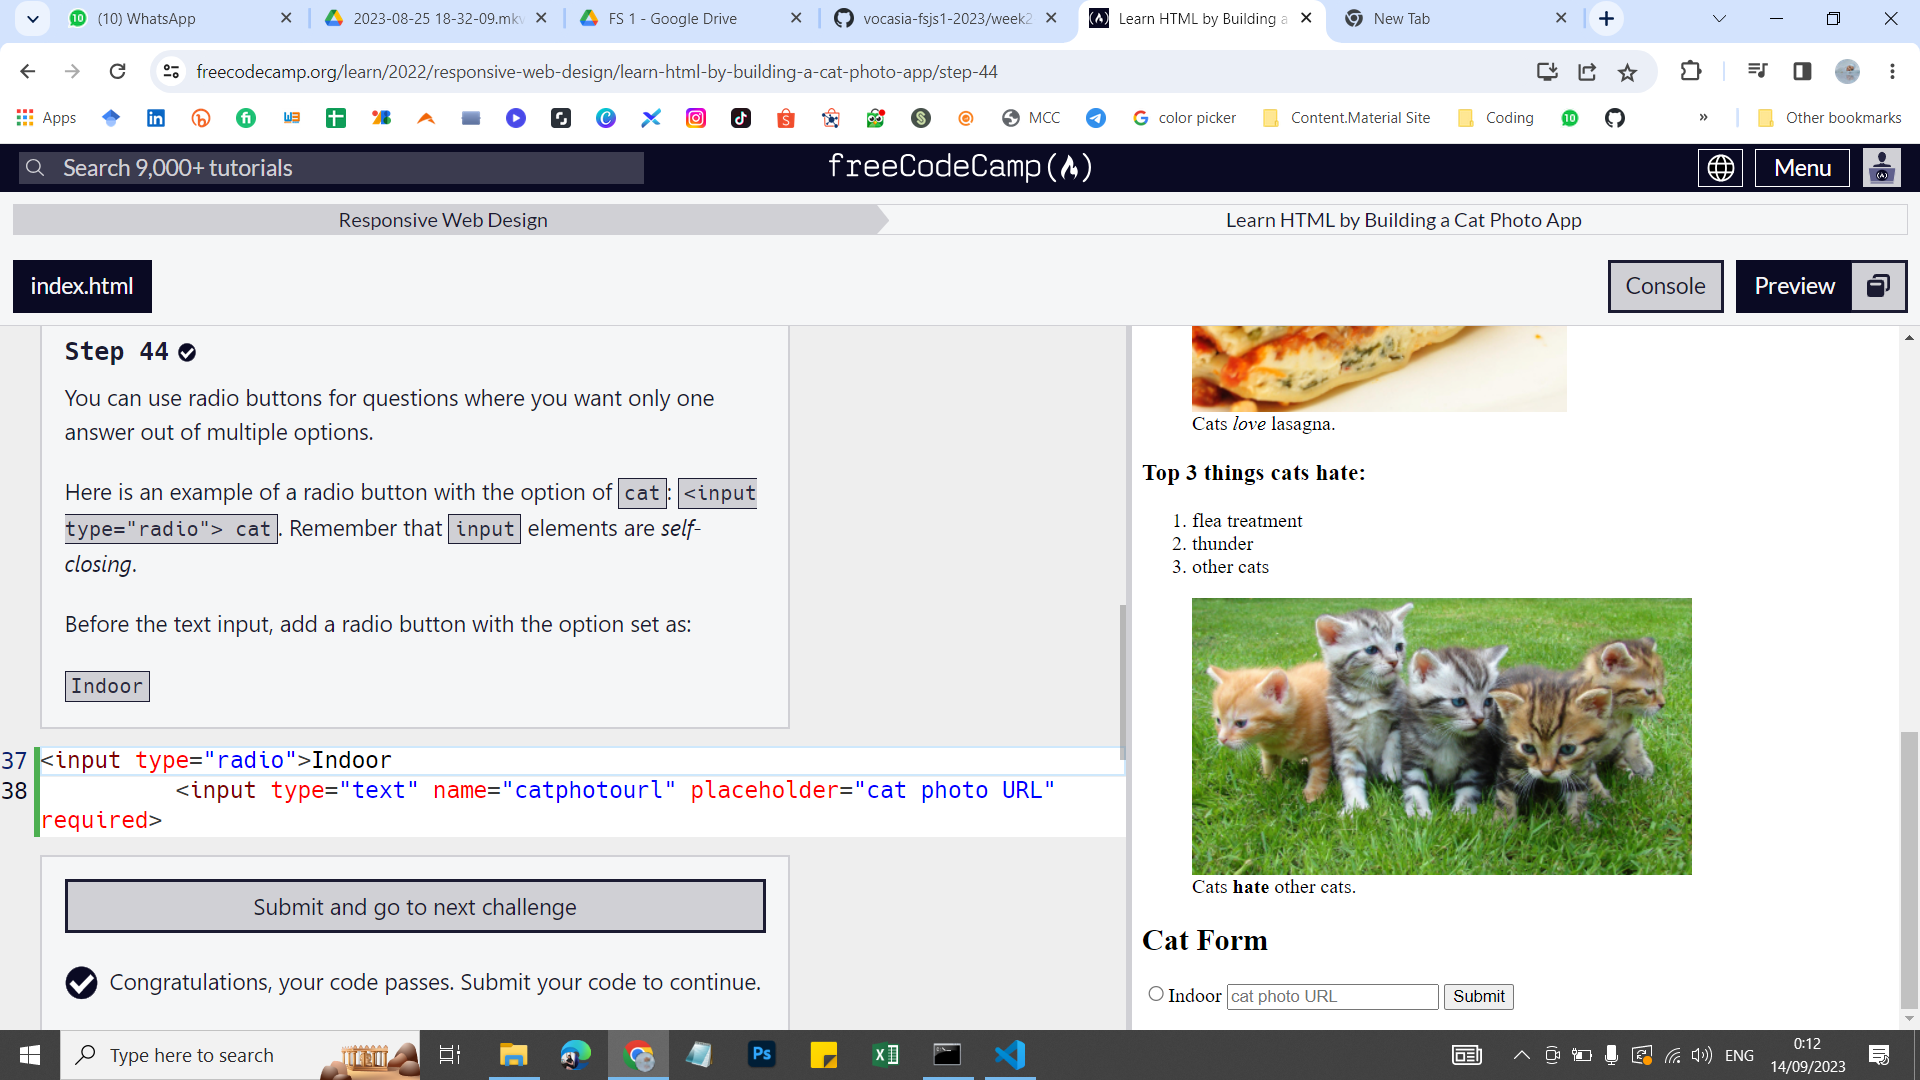 (10) WhatsApp
2023-08-25 18-32-09.mkv
FS 1 - Google Drive
vocasia-fsjs1-2023/week2
Learn HTML by Building a
New Tab
freecodecamp.org/learn/2022/responsive-web-design/learn-html-by-building-a-cat-photo-app/step-44
Apps
MCC
color picker
Content.Material Site
Coding
»
Other bookmarks
Search 9,000+ tutorials
freeCodeCamp
Menu
Responsive Web Design
Learn HTML by Building a Cat Photo App
index.html
Console
Preview
Step 44
You can use radio buttons for questions where you want only one
answer out of multiple options.
Here is an example of a radio button with the option of cat: <input
type="radio"> cat. Remember that input elements are self-
closing.
Before the text input, add a radio button with the option set as:
Indoor
37 <input type="radio">Indoor
38 <input type="text" name="catphotourl" placeholder="cat photo URL"
required>
Submit and go to next challenge
Congratulations, your code passes. Submit your code to continue.
Cats love lasagna.
Top 3 things cats hate:
1. flea treatment
2. thunder
3. other cats
Cats hate other cats.
Cat Form
Indoor cat photo URL Submit
Type here to search
Ps
ENG
0:12
14/09/2023